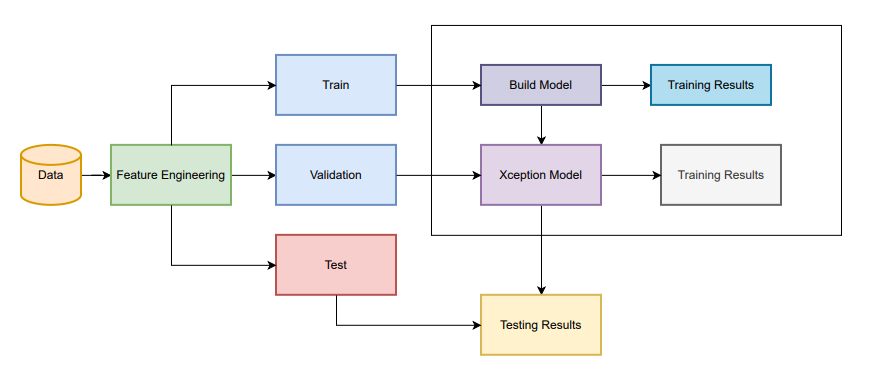 Train
Build Model
Training Results
Data
Feature Engineering
Validation
Xception Model
Training Results
Test
Testing Results